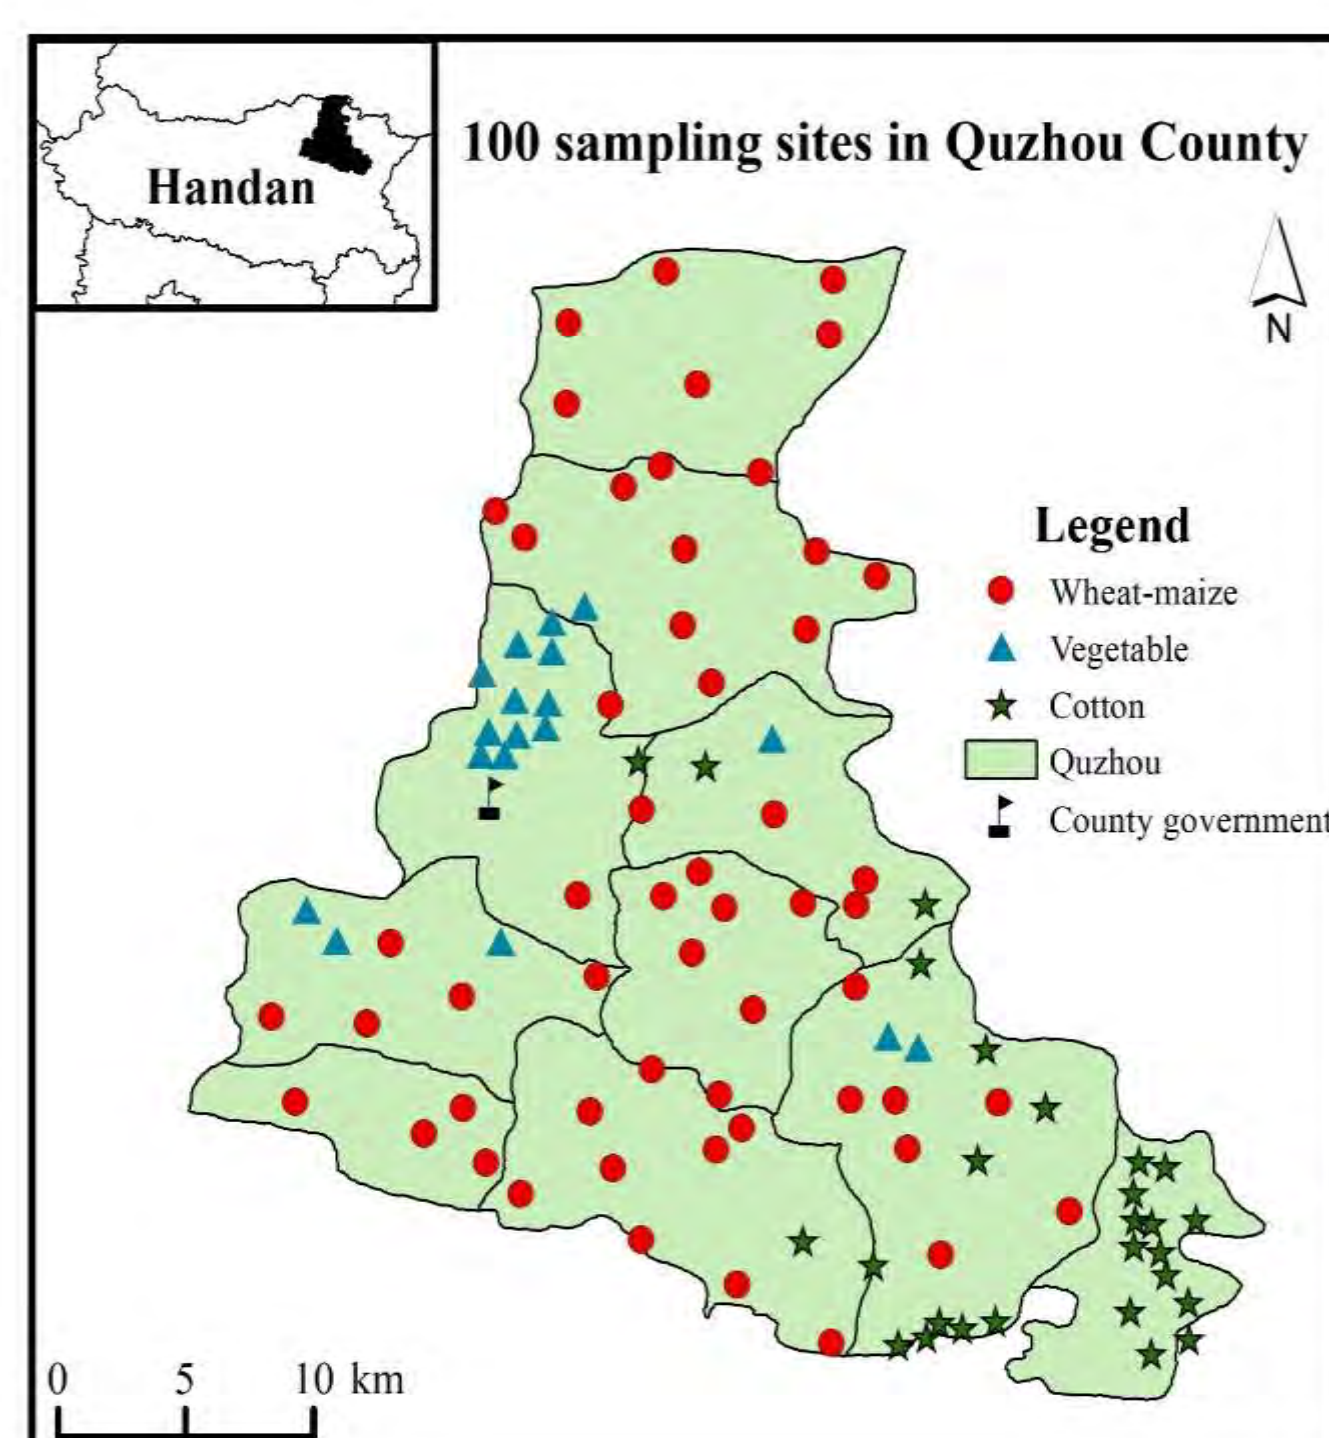 Handan
100 sampling sites in Quzhou County
N
Legend
Wheat-maize
Vegetable
Cotton
Quzhou
County government
0 5 10 km